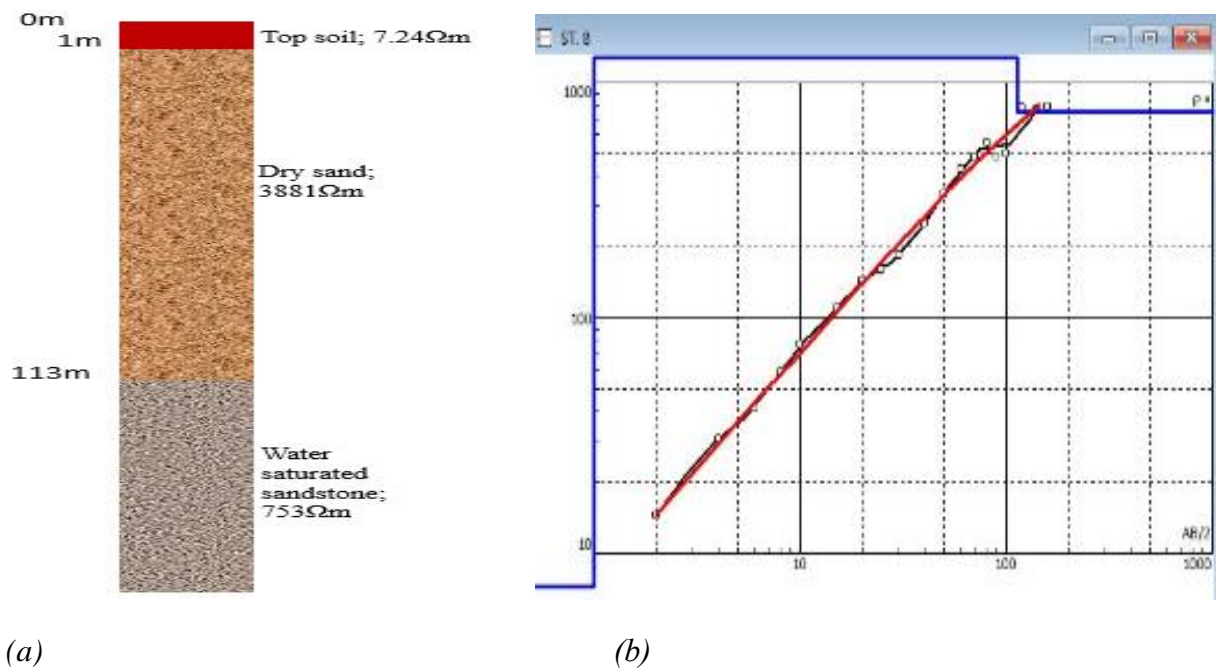 0m
1m
Top soil; 7.24Ωm
Dry sand;
3881Ωm
113m
Water
saturated
sandstone;
753Ωm
ST. 8
1000
100
10
10
100
1000
AB/2
(a)
(b)